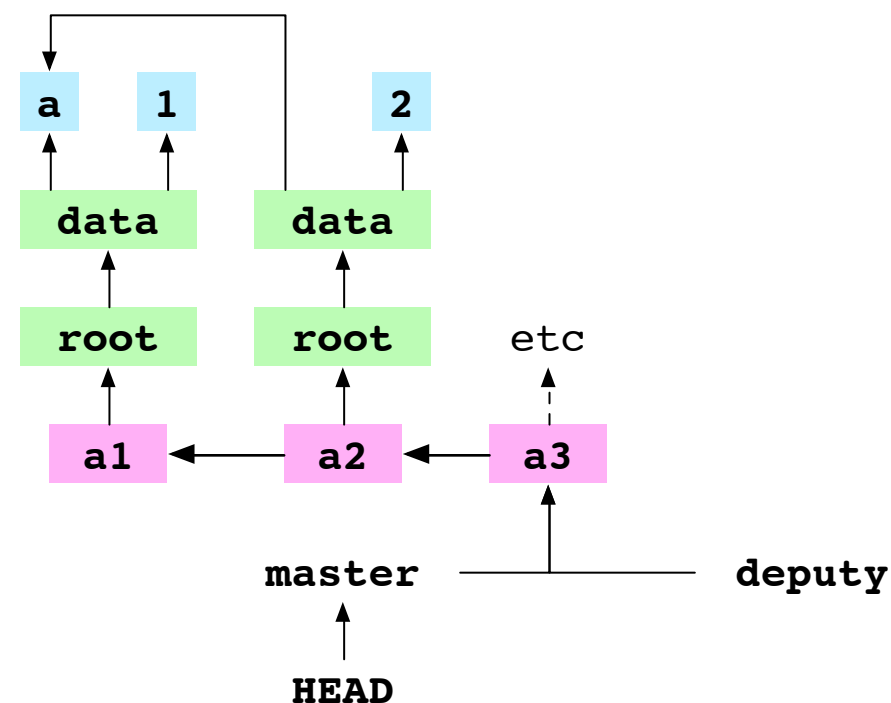 a 1 2
data data
root root etc
a1 a2 a3
master deputy
HEAD